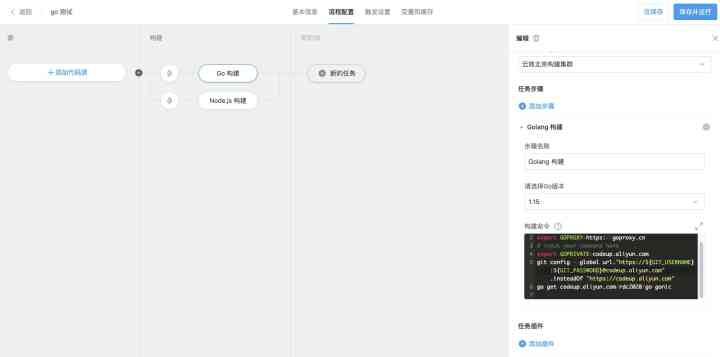 返回
go 测试
基本信息
流程配置
触发设置
变量和缓存
仅保存
保存并运行
源
构建
新阶段
添加代码源
Go 构建
Node.js 构建
新的任务
编辑
云效北京构建集群
任务步骤
添加步骤
Golang 构建
步骤名称
Golang 构建
请选择Go版本
1.15
构建命令
2 export GOPROXY=https:
goproxy.cn
3 # input your command here
4 export GOPRIVATE=codeup.aliyun.com
5 git config --global url."https://${GIT_USERNAME}
:${GIT_PASSWORD}@codeup.aliyun.com"
.insteadOf "https://codeup.aliyun.com"
6 go get codeup.aliyun.com/rdc2020/go-gonic
7
任务插件
添加插件